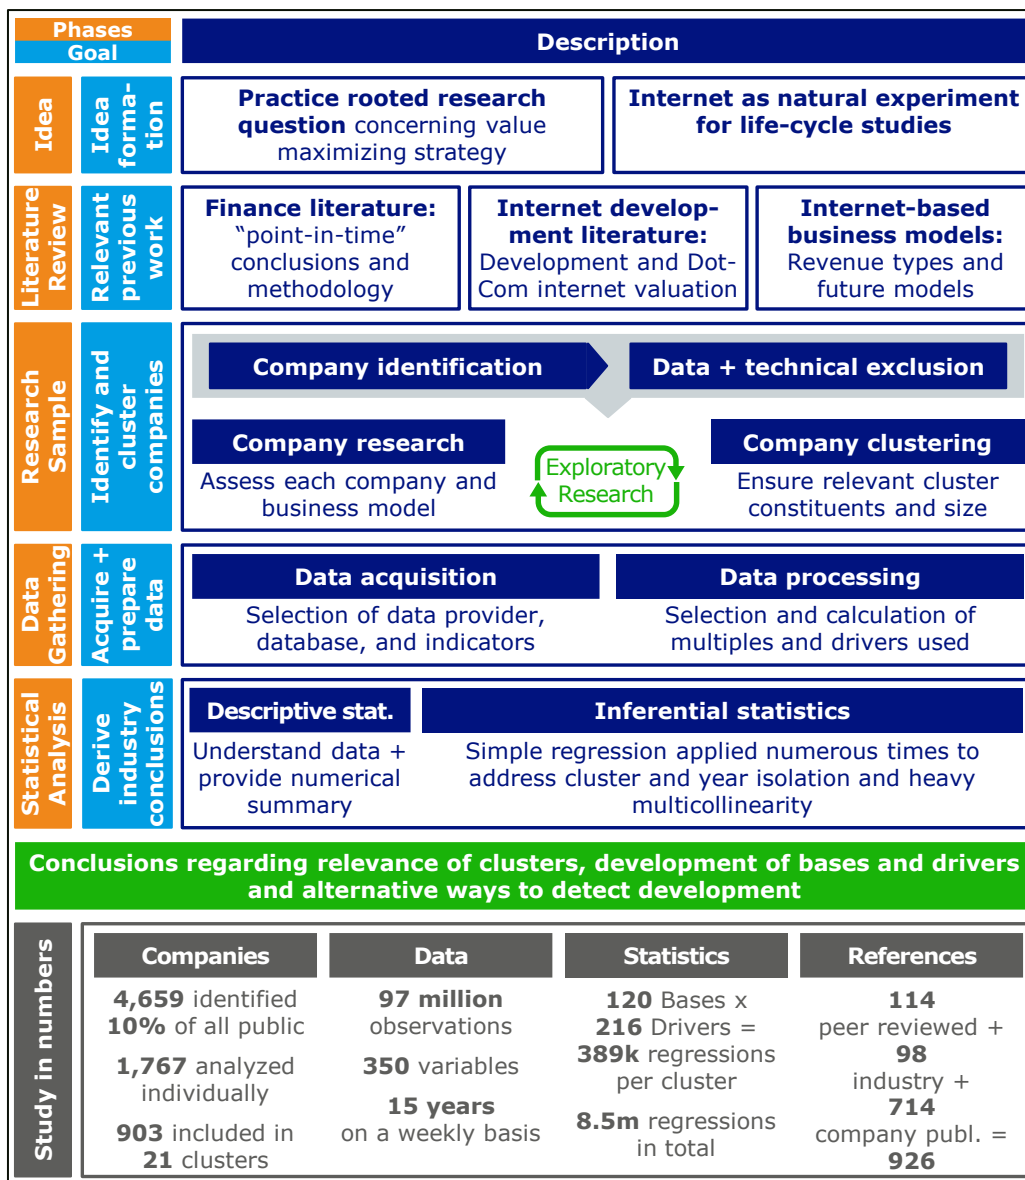 Phases
Goal
Description
Idea
Idea
forma-
tion
Practice rooted research
question concerning value
maximizing strategy
Internet as natural experiment
for life-cycle studies
Literature
Review
Relevant
previous
work
Finance literature:
“point-in-time”
conclusions and
methodology
Internet develop-
ment literature:
Development and Dot-
Com internet valuation
Internet-based
business models:
Revenue types and
future models
Research
Sample
Identify and
cluster
companies
Company identification
Data + technical exclusion
Company research
Assess each company and
business model
Exploratory
Research
Company clustering
Ensure relevant cluster
constituents and size
Data
Gathering
Acquire +
prepare
data
Data acquisition
Selection of data provider,
database, and indicators
Data processing
Selection and calculation of
multiples and drivers used
Statistical
Analysis
Derive
industry
conclusions
Descriptive stat.
Understand data +
provide numerical
summary
Inferential statistics
Simple regression applied numerous times to
address cluster and year isolation and heavy
multicollinearity
Conclusions regarding relevance of clusters, development of bases and drivers
and alternative ways to detect development
Study in numbers
Companies
4,659 identified
10% of all public
1,767 analyzed
individually
903 included in
21 clusters
Data
97 million
observations
350 variables
15 years
on a weekly basis
Statistics
120 Bases x
216 Drivers =
389k regressions
per cluster
8.5m regressions
in total
References
114
peer reviewed +
98
industry +
714
company publ. =
926